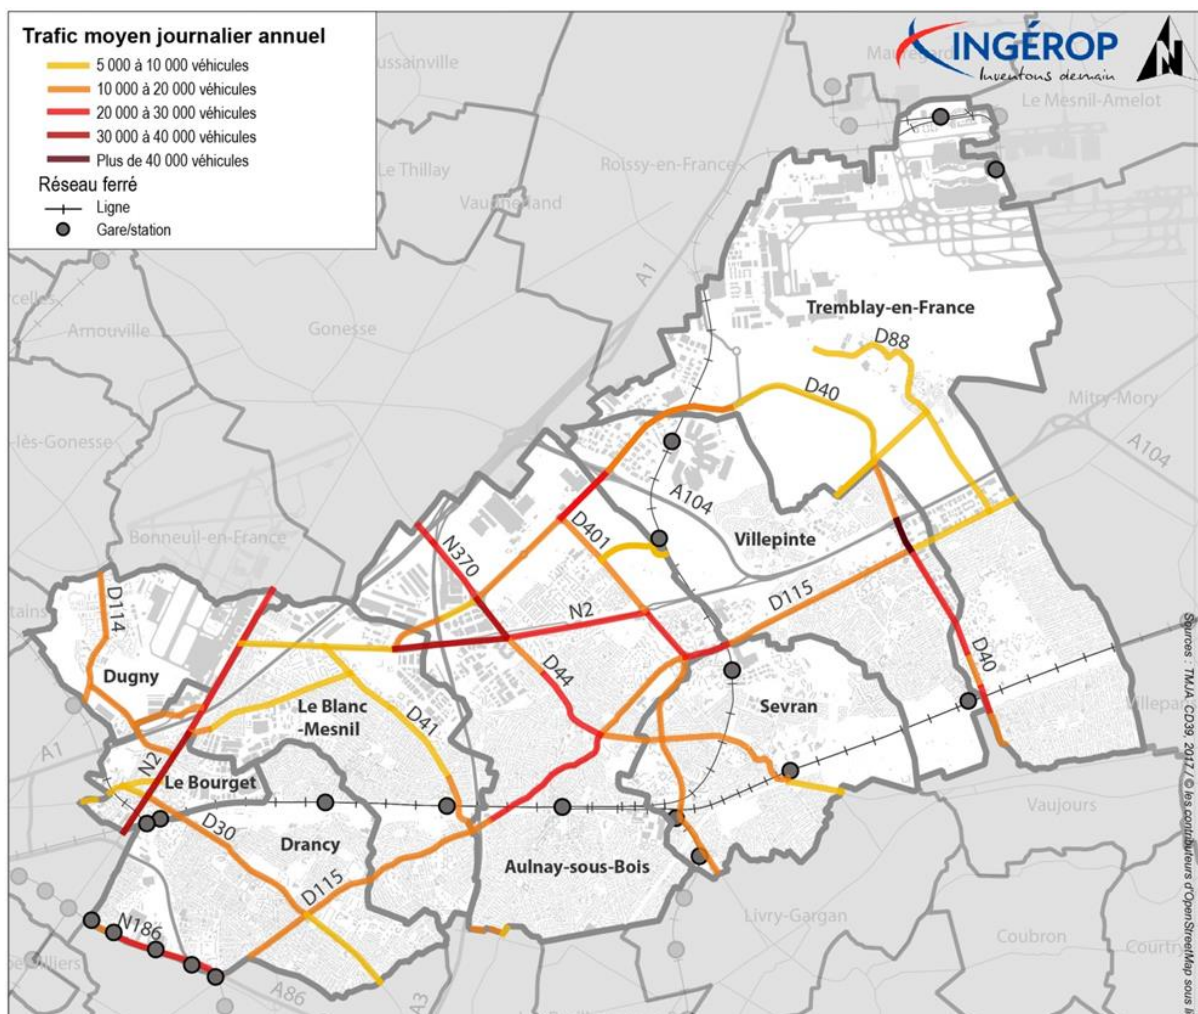 Trafic moyen journalier annuel
5 000 à 10 000 véhicules
10 000 à 20 000 véhicules
20 000 à 30 000 véhicules
30 000 à 40 000 véhicules
Plus de 40 000 véhicules
Réseau ferré
Ligne
Gare/station
INGÉROP
Inventons demain
N
Le Mesnil-Amelot
Le Thillay
Roissy-en-France
A1
Arnouville
Gonesse
Tremblay-en-France
D88
D40
Mitry-Mory
A104
A104
Villepinte
D401
N370
Bonneuil-en-France
N2
D115
D114
Dugny
D44
D40
Le Blanc
-Mesnil
D41
Sevran
A1
N2
Le Bourget
Vaujours
D30
Drancy
Aulnay-sous-Bois
D115
Livry-Gargan
N186
Coubron
A86
A3
Sources : TMJA, CD39, 2017 / © les contributeurs d'OpenStreetMap sous